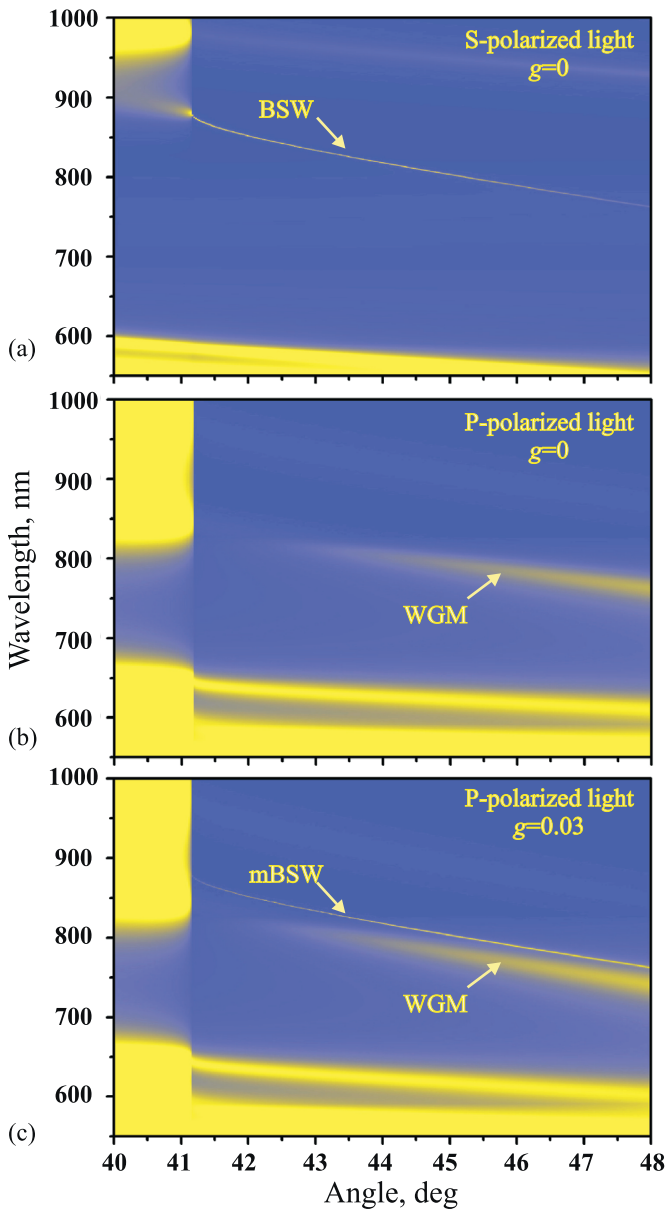 1000
S-polarized light
g=0
900
BSW
800
700
600
(a)
1000
P-polarized light
g=0
900
800
WGM
700
600
(b)
Wavelength, nm
1000
P-polarized light
g=0.03
900
mBSW
800
WGM
700
600
(c)
40 41 42 43 44 45 46 47 48
Angle, deg